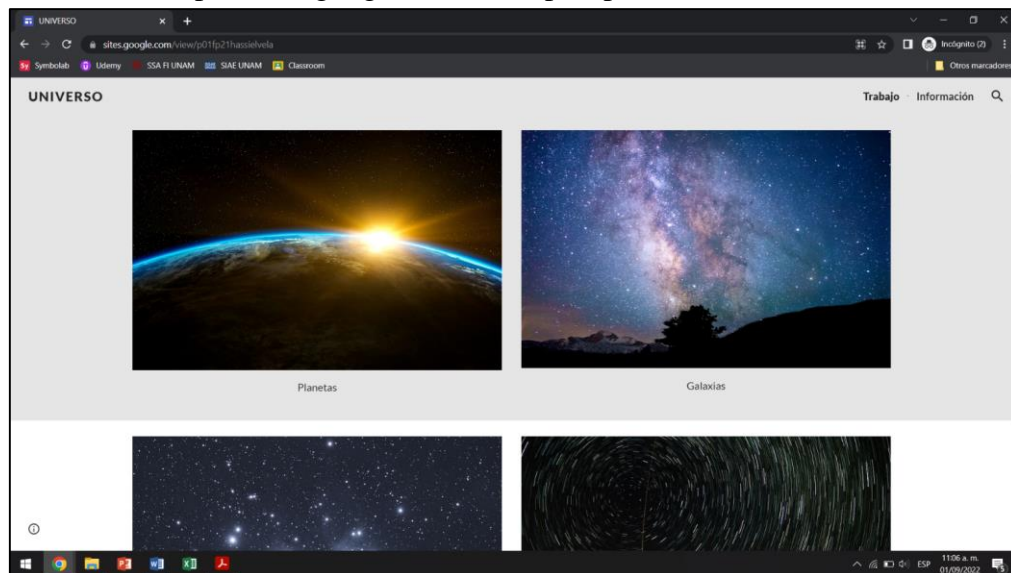 UNIVERSO
sites.google.com/view/p01fp21hassielvela
Incógnito (2)
Symbolab
Udemy
SSA FI UNAM
SIAE UNAM
Classroom
Otros marcadores
UNIVERSO
Trabajo
Información
Planetas
Galaxias
ESP
11:06 a. m.
01/09/2022